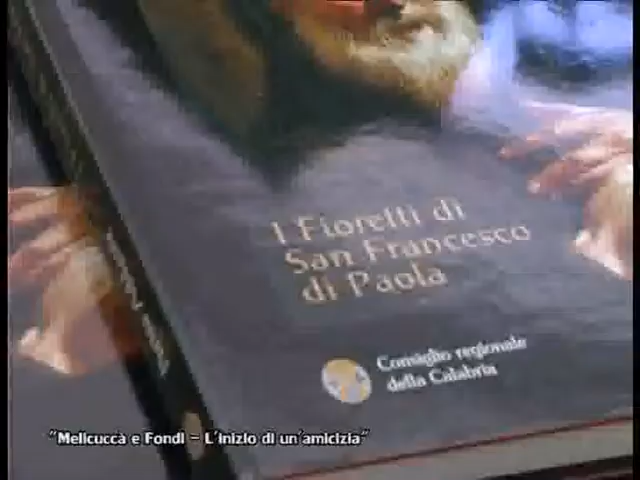 I Fioretti di
San Francesco
di Paola
Consiglio regionale
della Calabria
"Melicuccà e Fondi - L'inizio di un'amicizia"